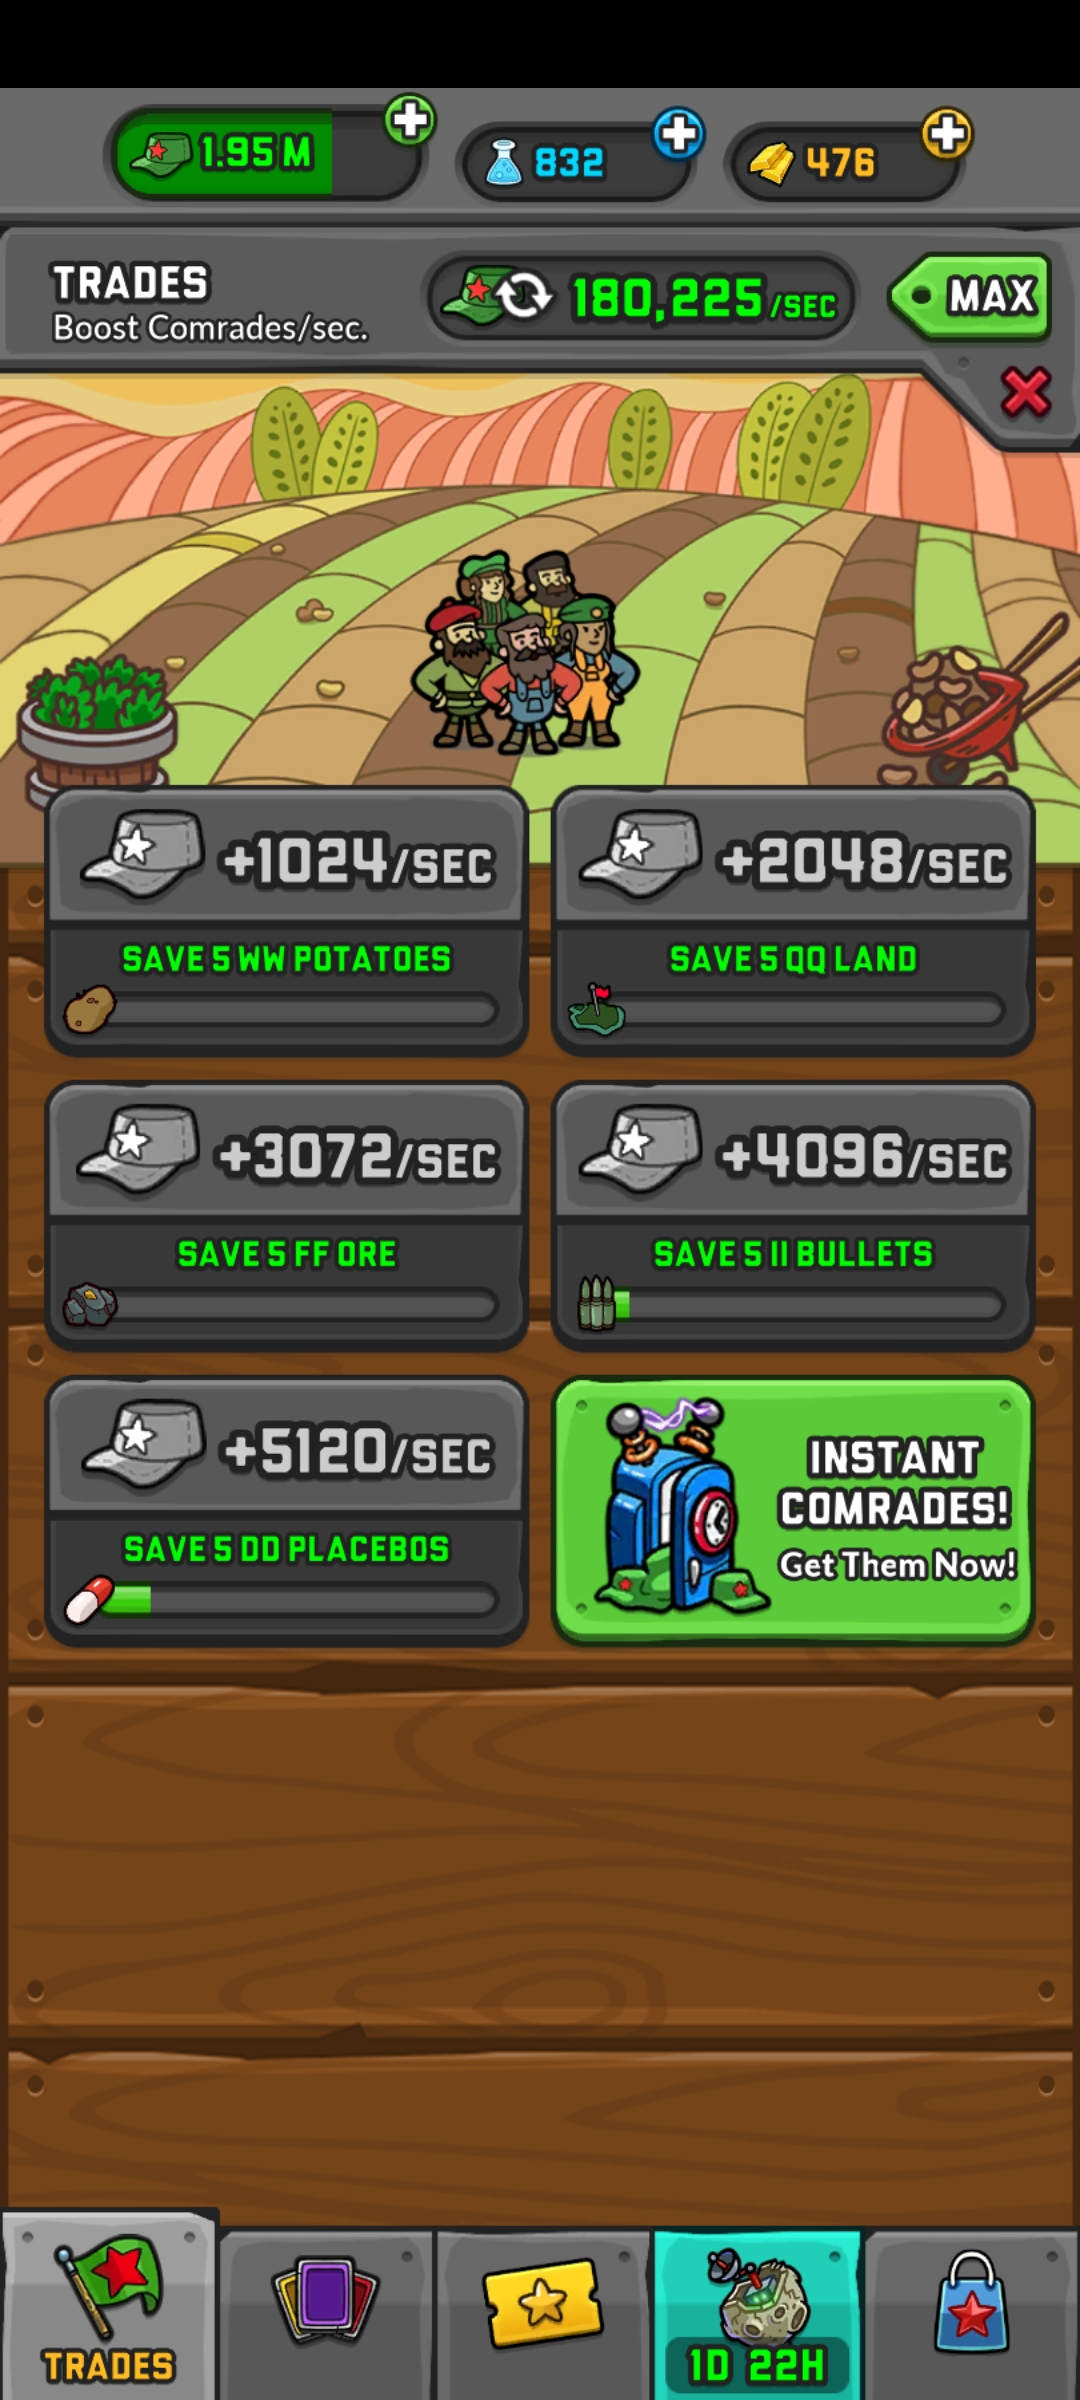 1.95 M
832
476
TRADES
Boost Comrades/sec.
180,225/SEC
MAX
+1024/SEC
SAVE 5 WW POTATOES
+2048/SEC
SAVE 5 QQ LAND
+3072/SEC
SAVE 5 FF ORE
+4096/SEC
SAVE 5 II BULLETS
+5120/SEC
SAVE 5 DD PLACEBOS
INSTANT
COMRADES!
Get Them Now!
TRADES
1D 22H